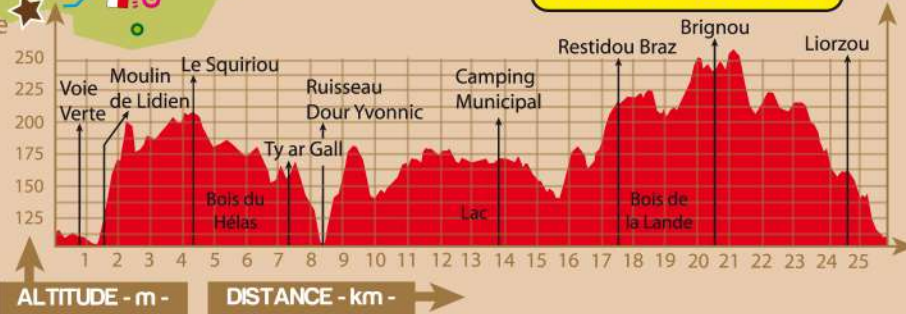 e
Brignou
Restidou Braz
Liorzou
Le Squiriou
Voie
Verte
Moulin
de Lidien
Ruisseau
Dour Yvonnic
Camping
Municipal
Ty ar Gall
Bois du
Hélas
Lac
Bois de
la Lande
250
225
200
175
150
125
1 2 3 4 5 6 7 8 9 10 11 12 13 14 15 16 17 18 19 20 21 22 23 24 25
ALTITUDE - m -
DISTANCE - km -